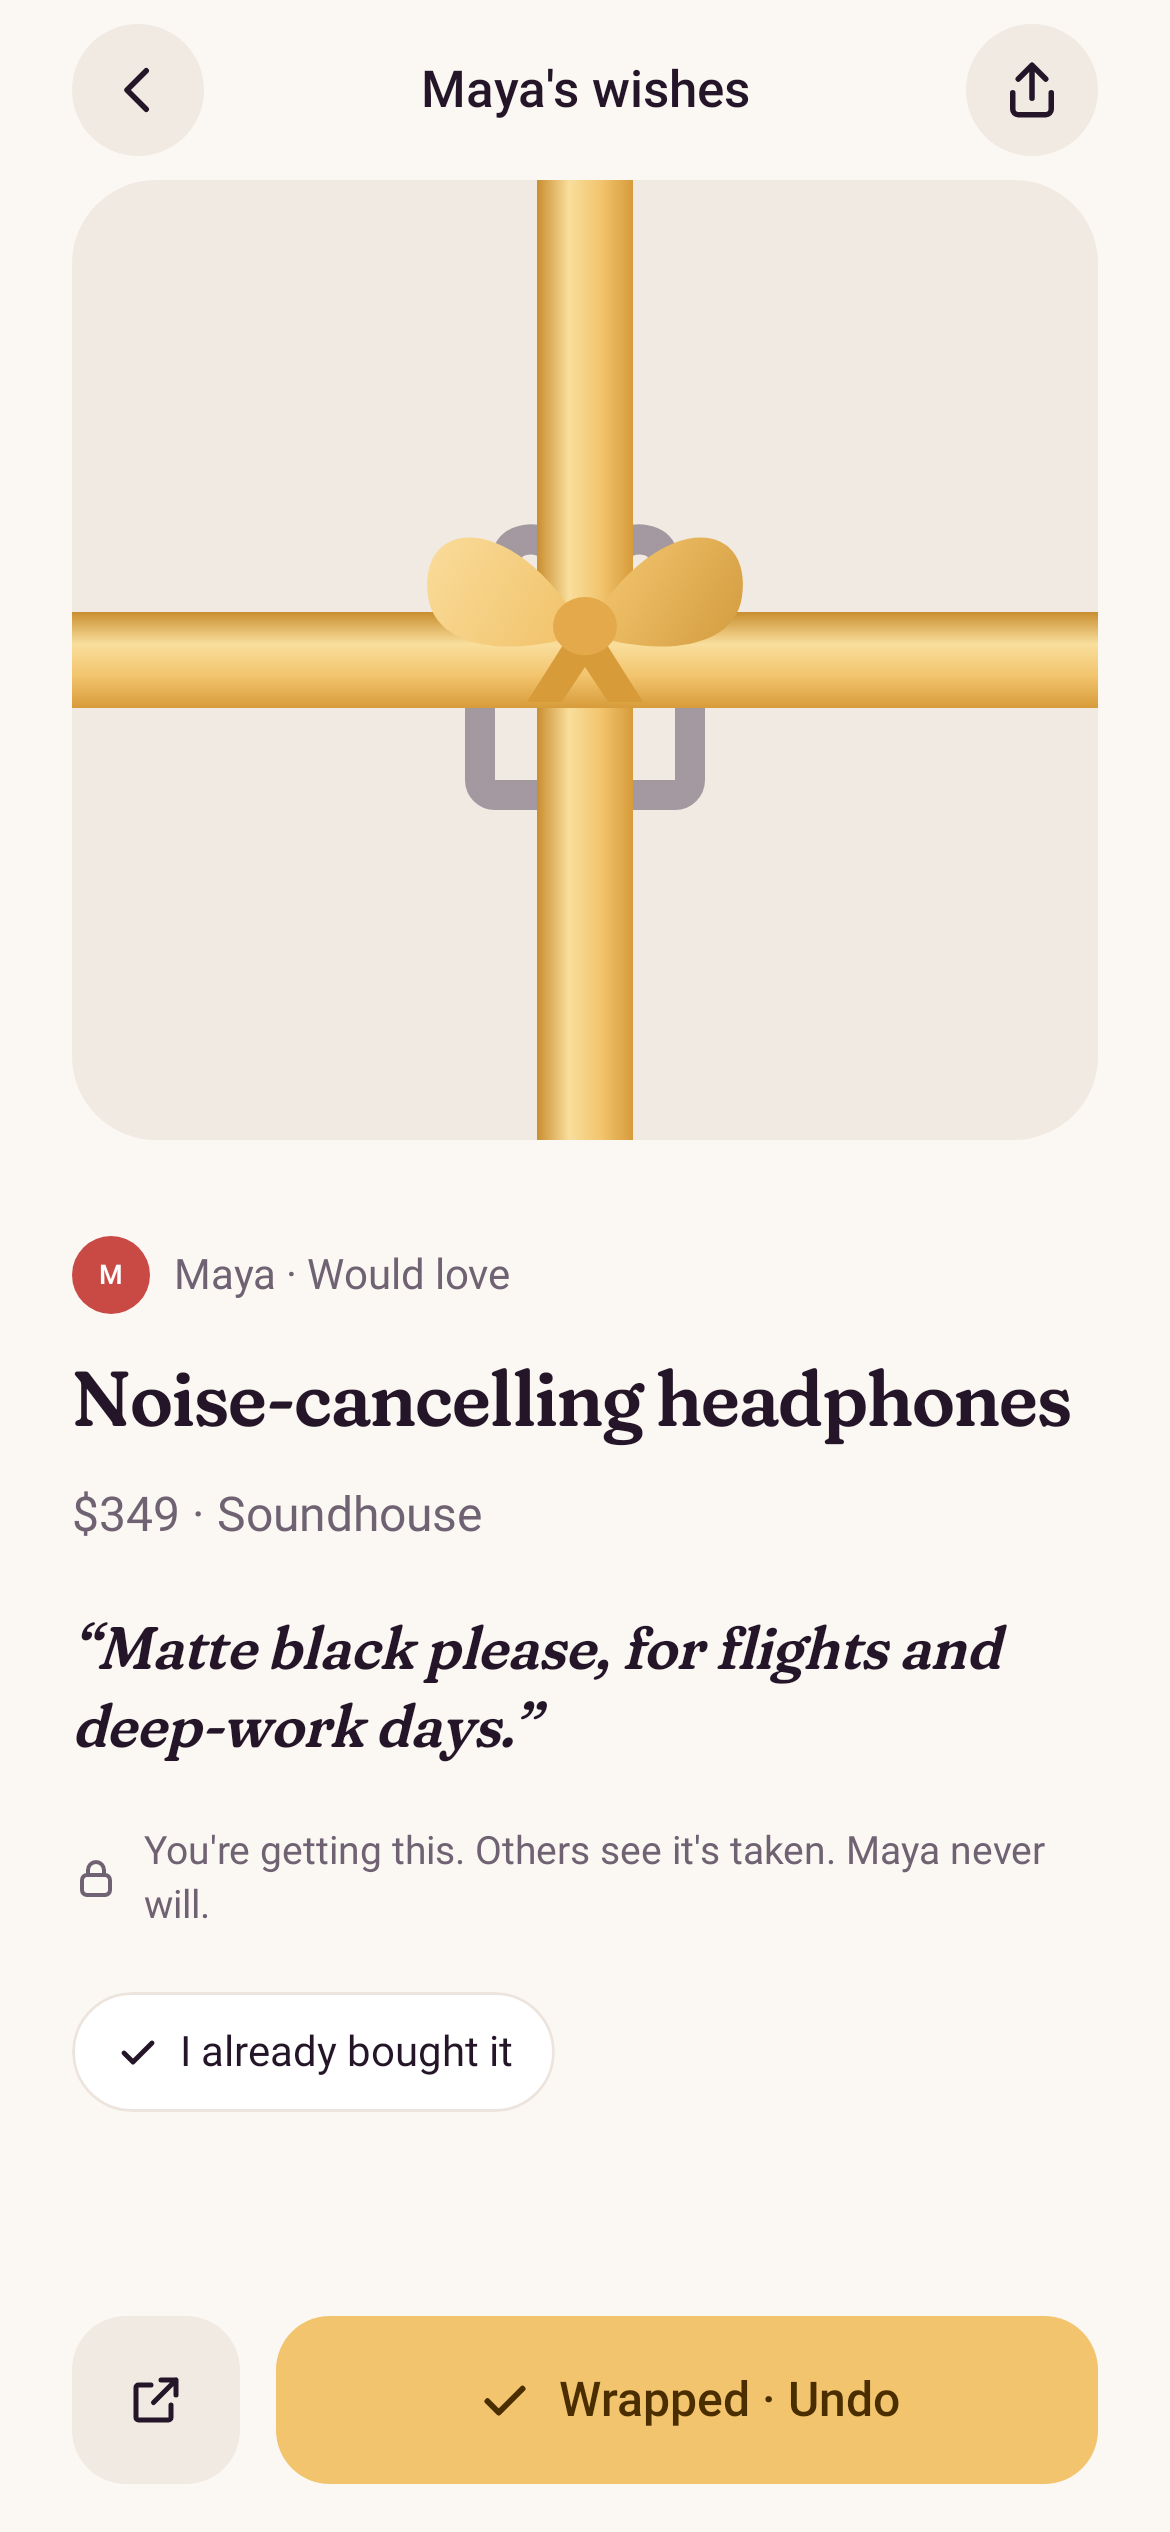 Maya's wishes
M
Maya · Would love
Noise-cancelling headphones
$349 · Soundhouse
“Matte black please, for flights and
deep-work days.”
You're getting this. Others see it's taken. Maya never
will.
I already bought it
Wrapped · Undo